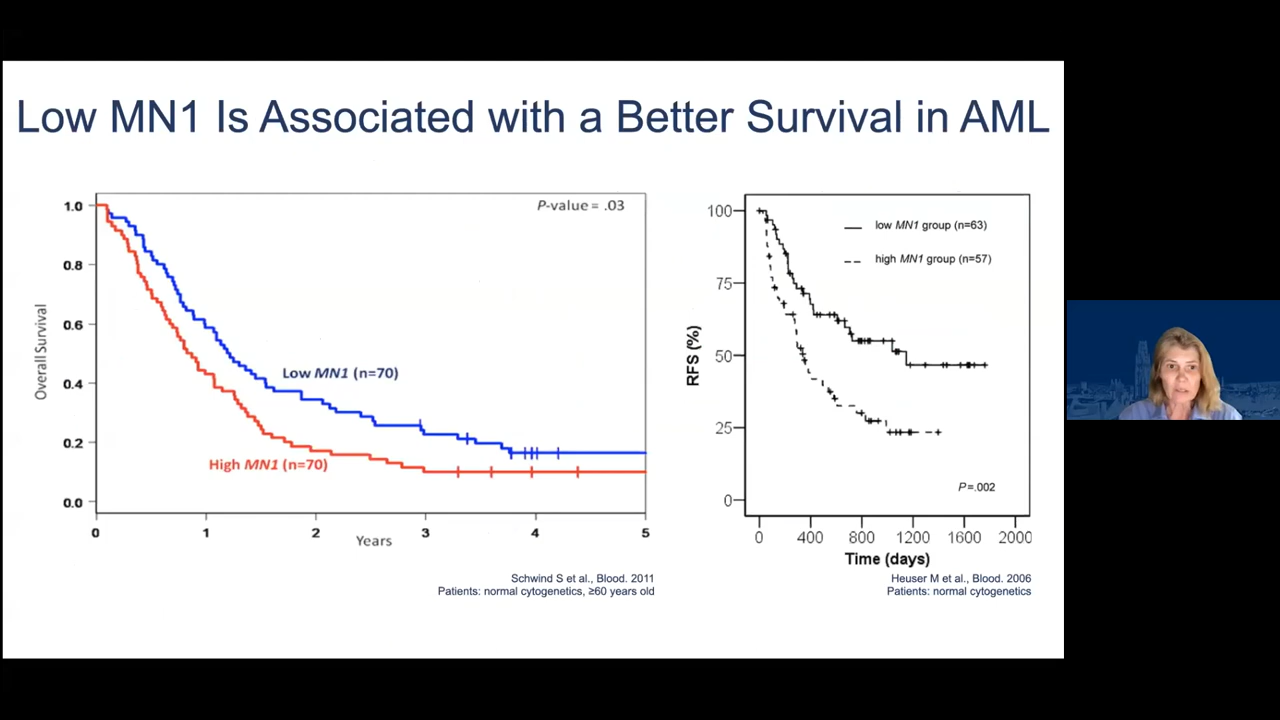 Low MN1 Is Associated with a Better Survival in AML
1.0
0.8
0.6
0.4
0.2
0.0
Overall Survival
P-value = .03
Low MN1 (n=70)
High MN1 (n=70)
0 1 2 3 4 5
Years
Schwind S et al., Blood. 2011
Patients: normal cytogenetics, ≥60 years old
100
75
50
25
0
RFS (%)
low MN1 group (n=63)
high MN1 group (n=57)
P=.002
0 400 800 1200 1600 2000
Time (days)
Heuser M et al., Blood. 2006
Patients: normal cytogenetics